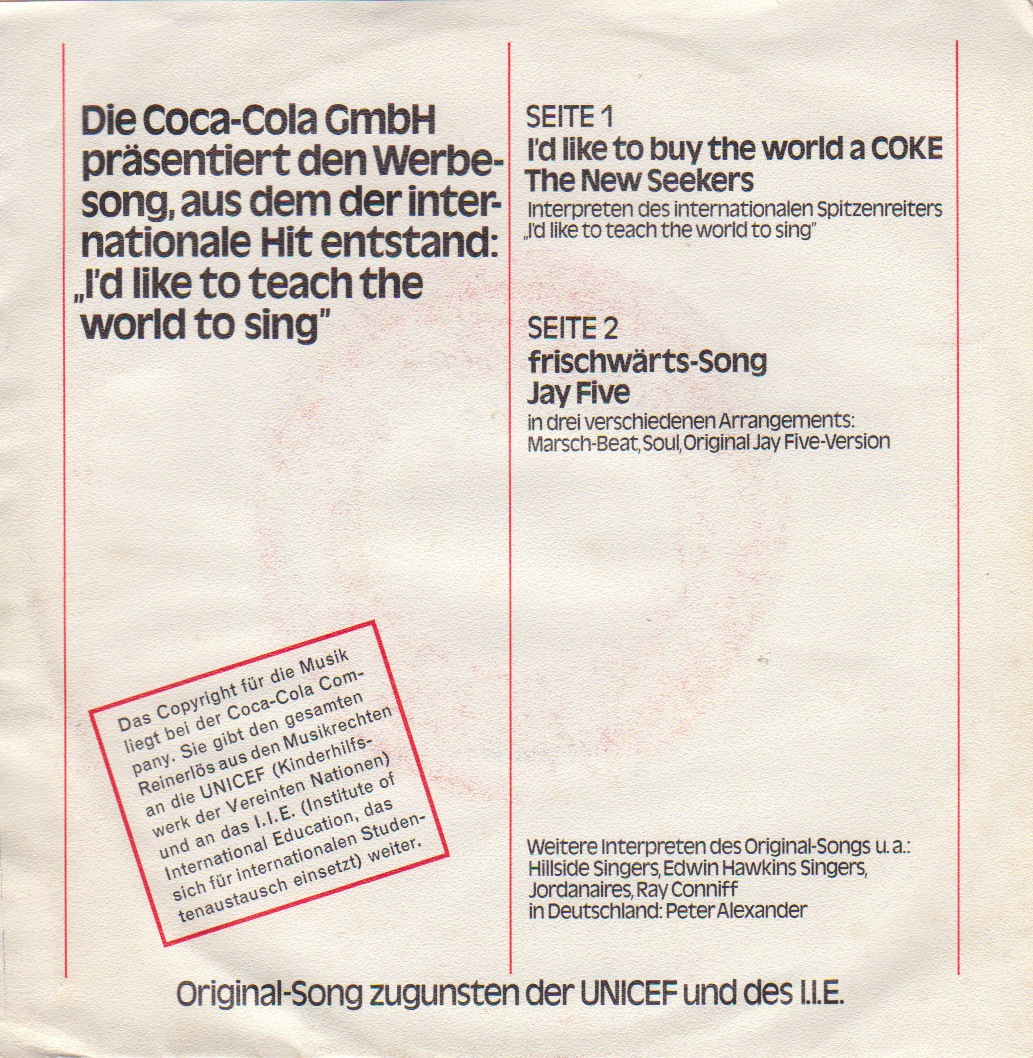 Die Coca-Cola GmbH
präsentiert den Werbe-
song, aus dem der inter-
nationale Hit entstand:
„I'd like to teach the
world to sing”
SEITE 1
I'd like to buy the world a COKE
The New Seekers
Interpreten des internationalen Spitzenreiters
„I'd like to teach the world to sing”
SEITE 2
frischwärts-Song
Jay Five
in drei verschiedenen Arrangements:
Marsch-Beat, Soul, Original Jay Five-Version
Das Copyright für die Musik
liegt bei der Coca-Cola Com-
pany. Sie gibt den gesamten
Reinerlös aus den Musikrechten
an die UNICEF (Kinderhilfs-
werk der Vereinten Nationen)
und an das I.I.E. (Institute of
International Education, das
sich für internationalen Studen-
tenaustausch einsetzt) weiter.
Weitere Interpreten des Original-Songs u. a.:
Hillside Singers, Edwin Hawkins Singers,
Jordanaires, Ray Conniff
in Deutschland: Peter Alexander
Original-Song zugunsten der UNICEF und des I.I.E.